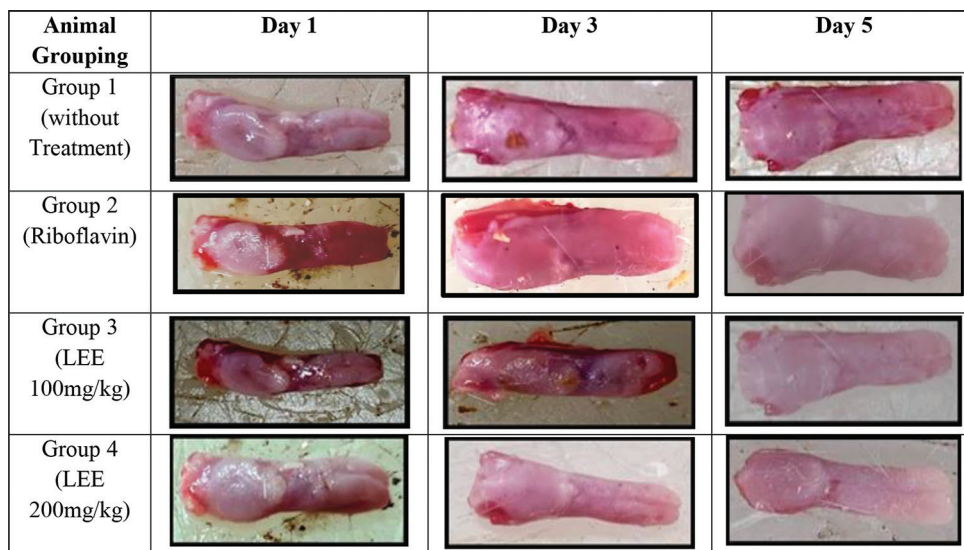 Animal Grouping Day 1 Day 3 Day 5
Group 1
(without
Treatment)
Group 2
(Riboflavin)
Group 3
(LEE
100mg/kg)
Group 4
(LEE
200mg/kg)